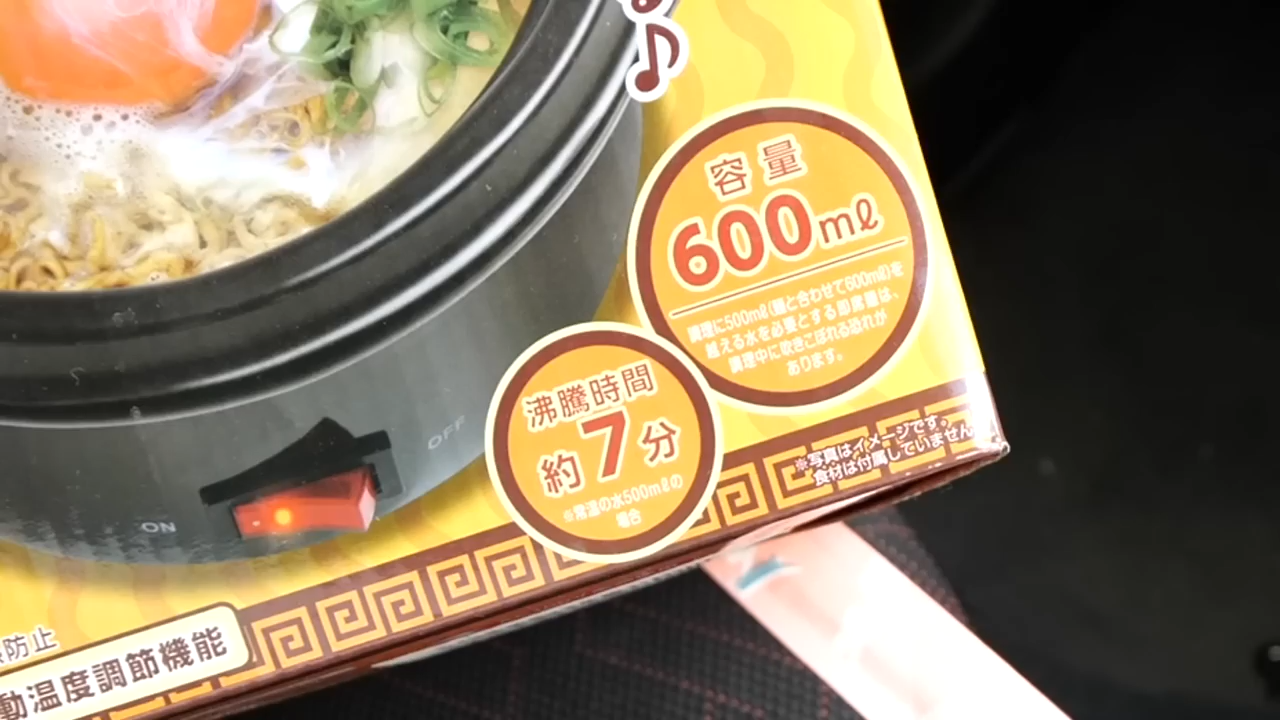 ♪
容量
600mℓ
調理に500mℓ(麺と合わせて600mℓ)を
越える水を必要とする即席麺は、
調理中に吹きこぼれる恐れが
あります。
沸騰時間
約7分
※常温の水500mℓの
場合
※写真はイメージです。
食材は付属していません
OFF
ON
防止
動温度調節機能